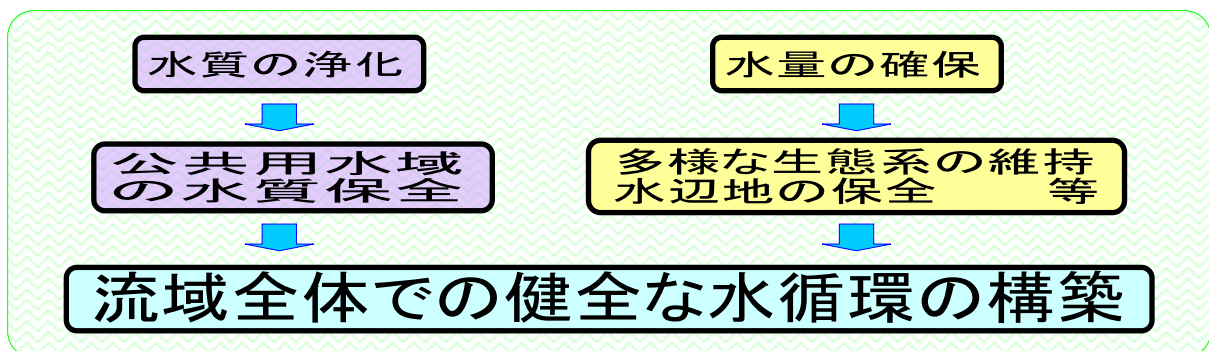 水質の浄化
水量の確保
公共用水域
の水質保全
多様な生態系の維持
水辺地の保全　　等
流域全体での健全な水循環の構築